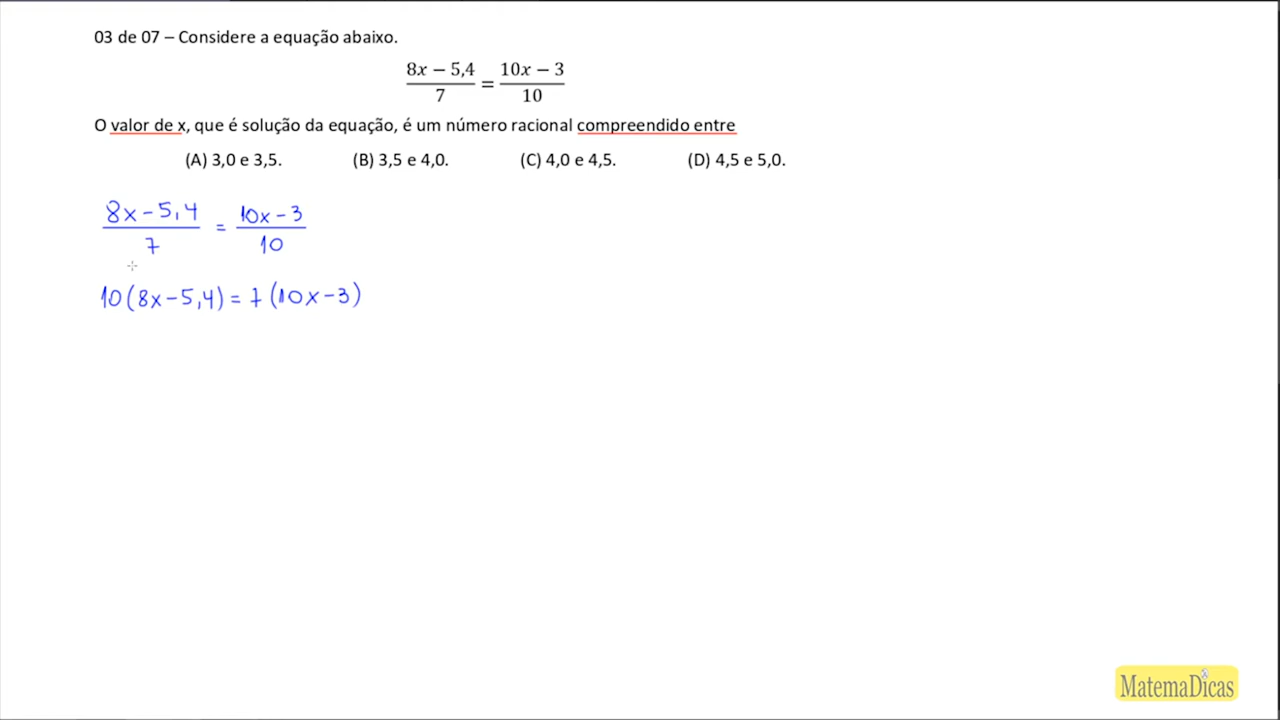 03 de 07 – Considere a equação abaixo.
8x − 5,4 / 7 = 10x − 3 / 10
O valor de x, que é solução da equação, é um número racional compreendido entre
(A) 3,0 e 3,5. (B) 3,5 e 4,0. (C) 4,0 e 4,5. (D) 4,5 e 5,0.
8x − 5,4 / 7 = 10x − 3 / 10
10(8x − 5,4) = 7(10x − 3)
MatemaDicas